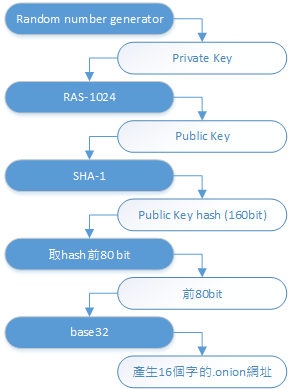 Random number generator
Private Key
RAS-1024
Public Key
SHA-1
Public Key hash (160bit)
取hash前80 bit
前80bit
base32
產生16個字的.onion網址